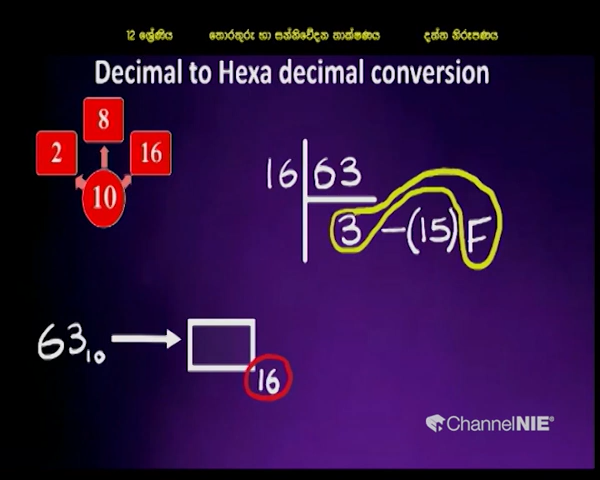 12 ශ්‍රේණිය තොරතුරු හා සන්නිවේදන තාක්ෂණය දත්ත නිරූපණය
Decimal to Hexa decimal conversion
8
2 16
10
16 63
3 – (15) F
63₁₀ → 16
ChannelNIE®